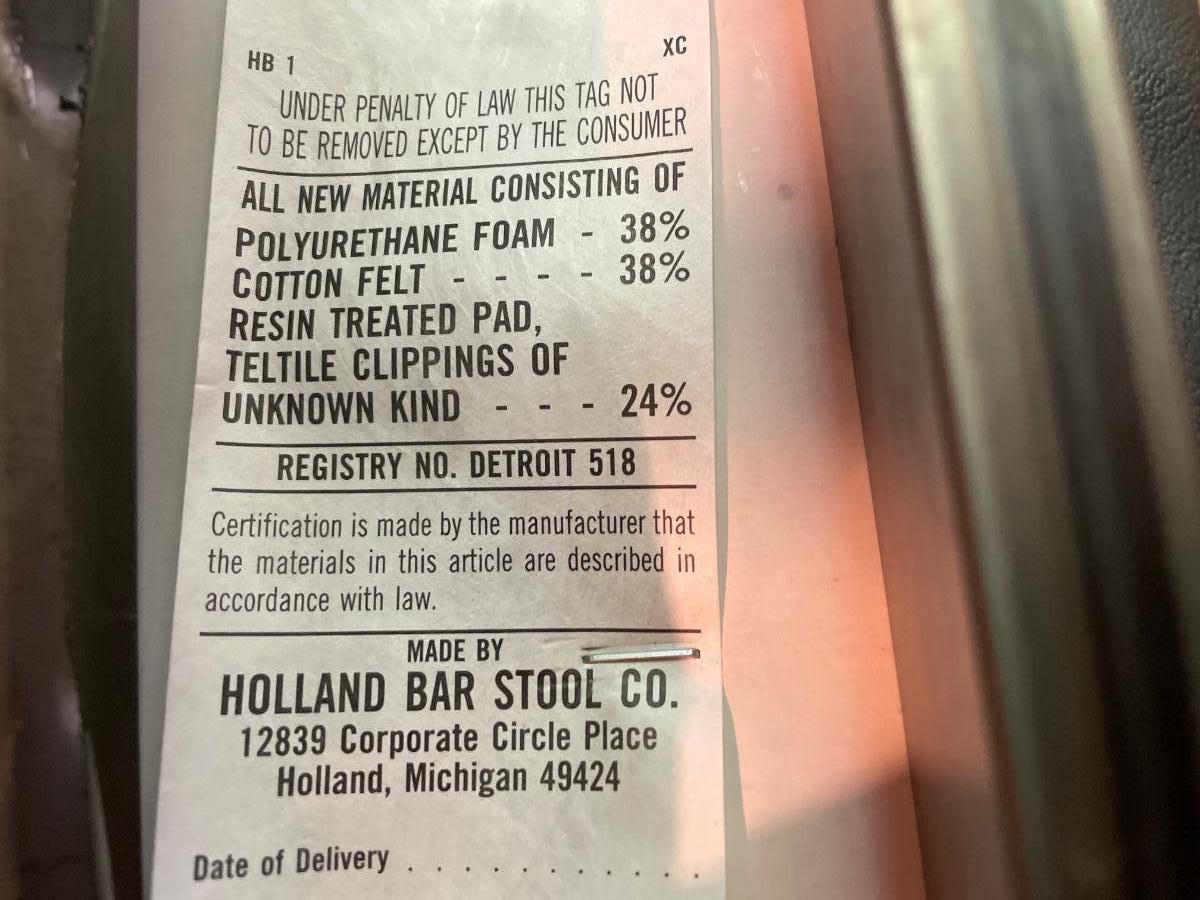 HB 1 XC
UNDER PENALTY OF LAW THIS TAG NOT
TO BE REMOVED EXCEPT BY THE CONSUMER
ALL NEW MATERIAL CONSISTING OF
POLYURETHANE FOAM - 38%
COTTON FELT - - - - 38%
RESIN TREATED PAD,
TELTILE CLIPPINGS OF
UNKNOWN KIND - - - 24%
REGISTRY NO. DETROIT 518
Certification is made by the manufacturer that
the materials in this article are described in
accordance with law.
MADE BY
HOLLAND BAR STOOL CO.
12839 Corporate Circle Place
Holland, Michigan 49424
Date of Delivery . . . . . . . . . . .